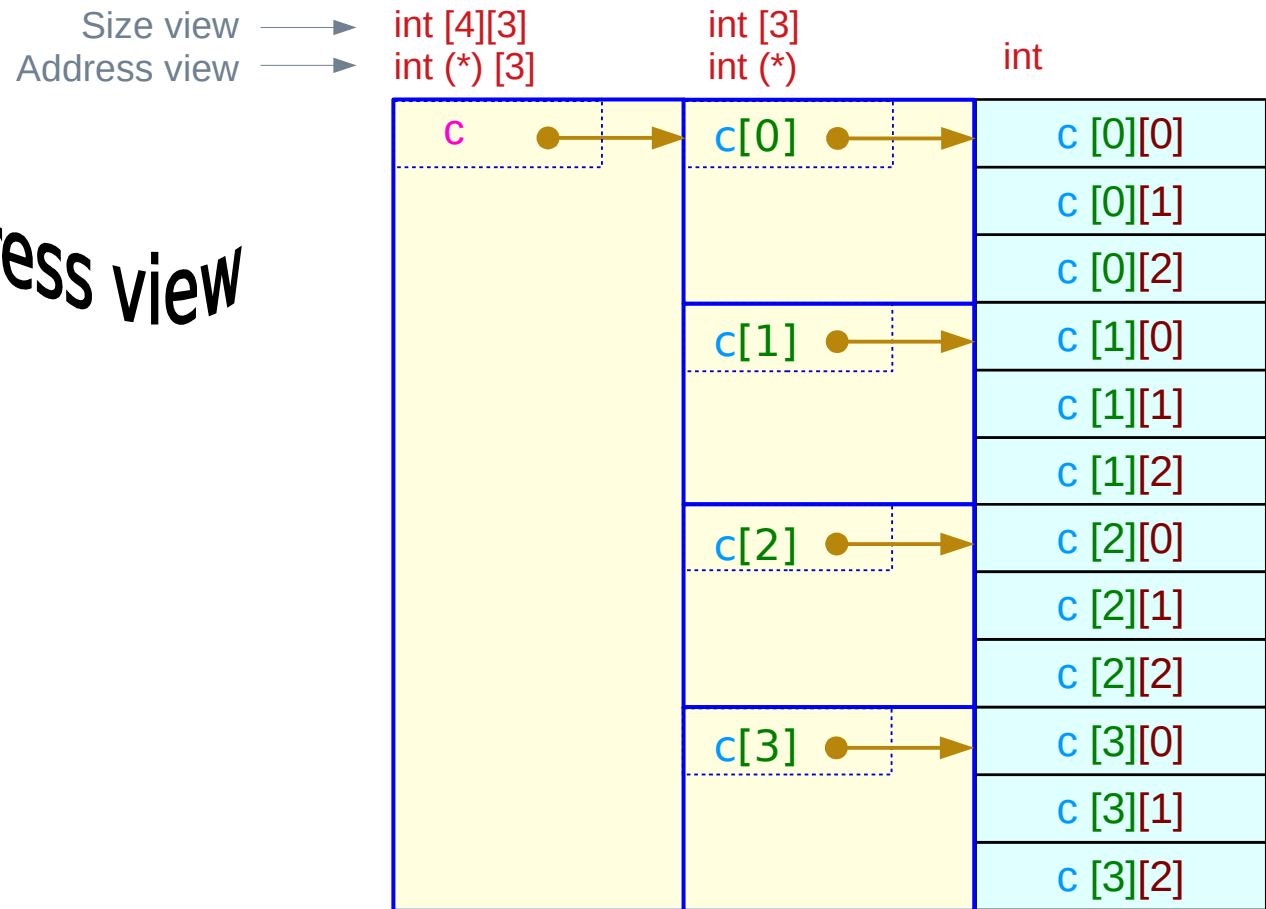 Size view int [4][3] int [3]
Address view int (*) [3] int (*) int
c c[0] c [0][0]
c [0][1]
view
c [0][2]
c[1] c [1][0]
c [1][1]
c [1][2]
c[2] c [2][0]
c [2][1]
c [2][2]
c[3] c [3][0]
c [3][1]
c [3][2]